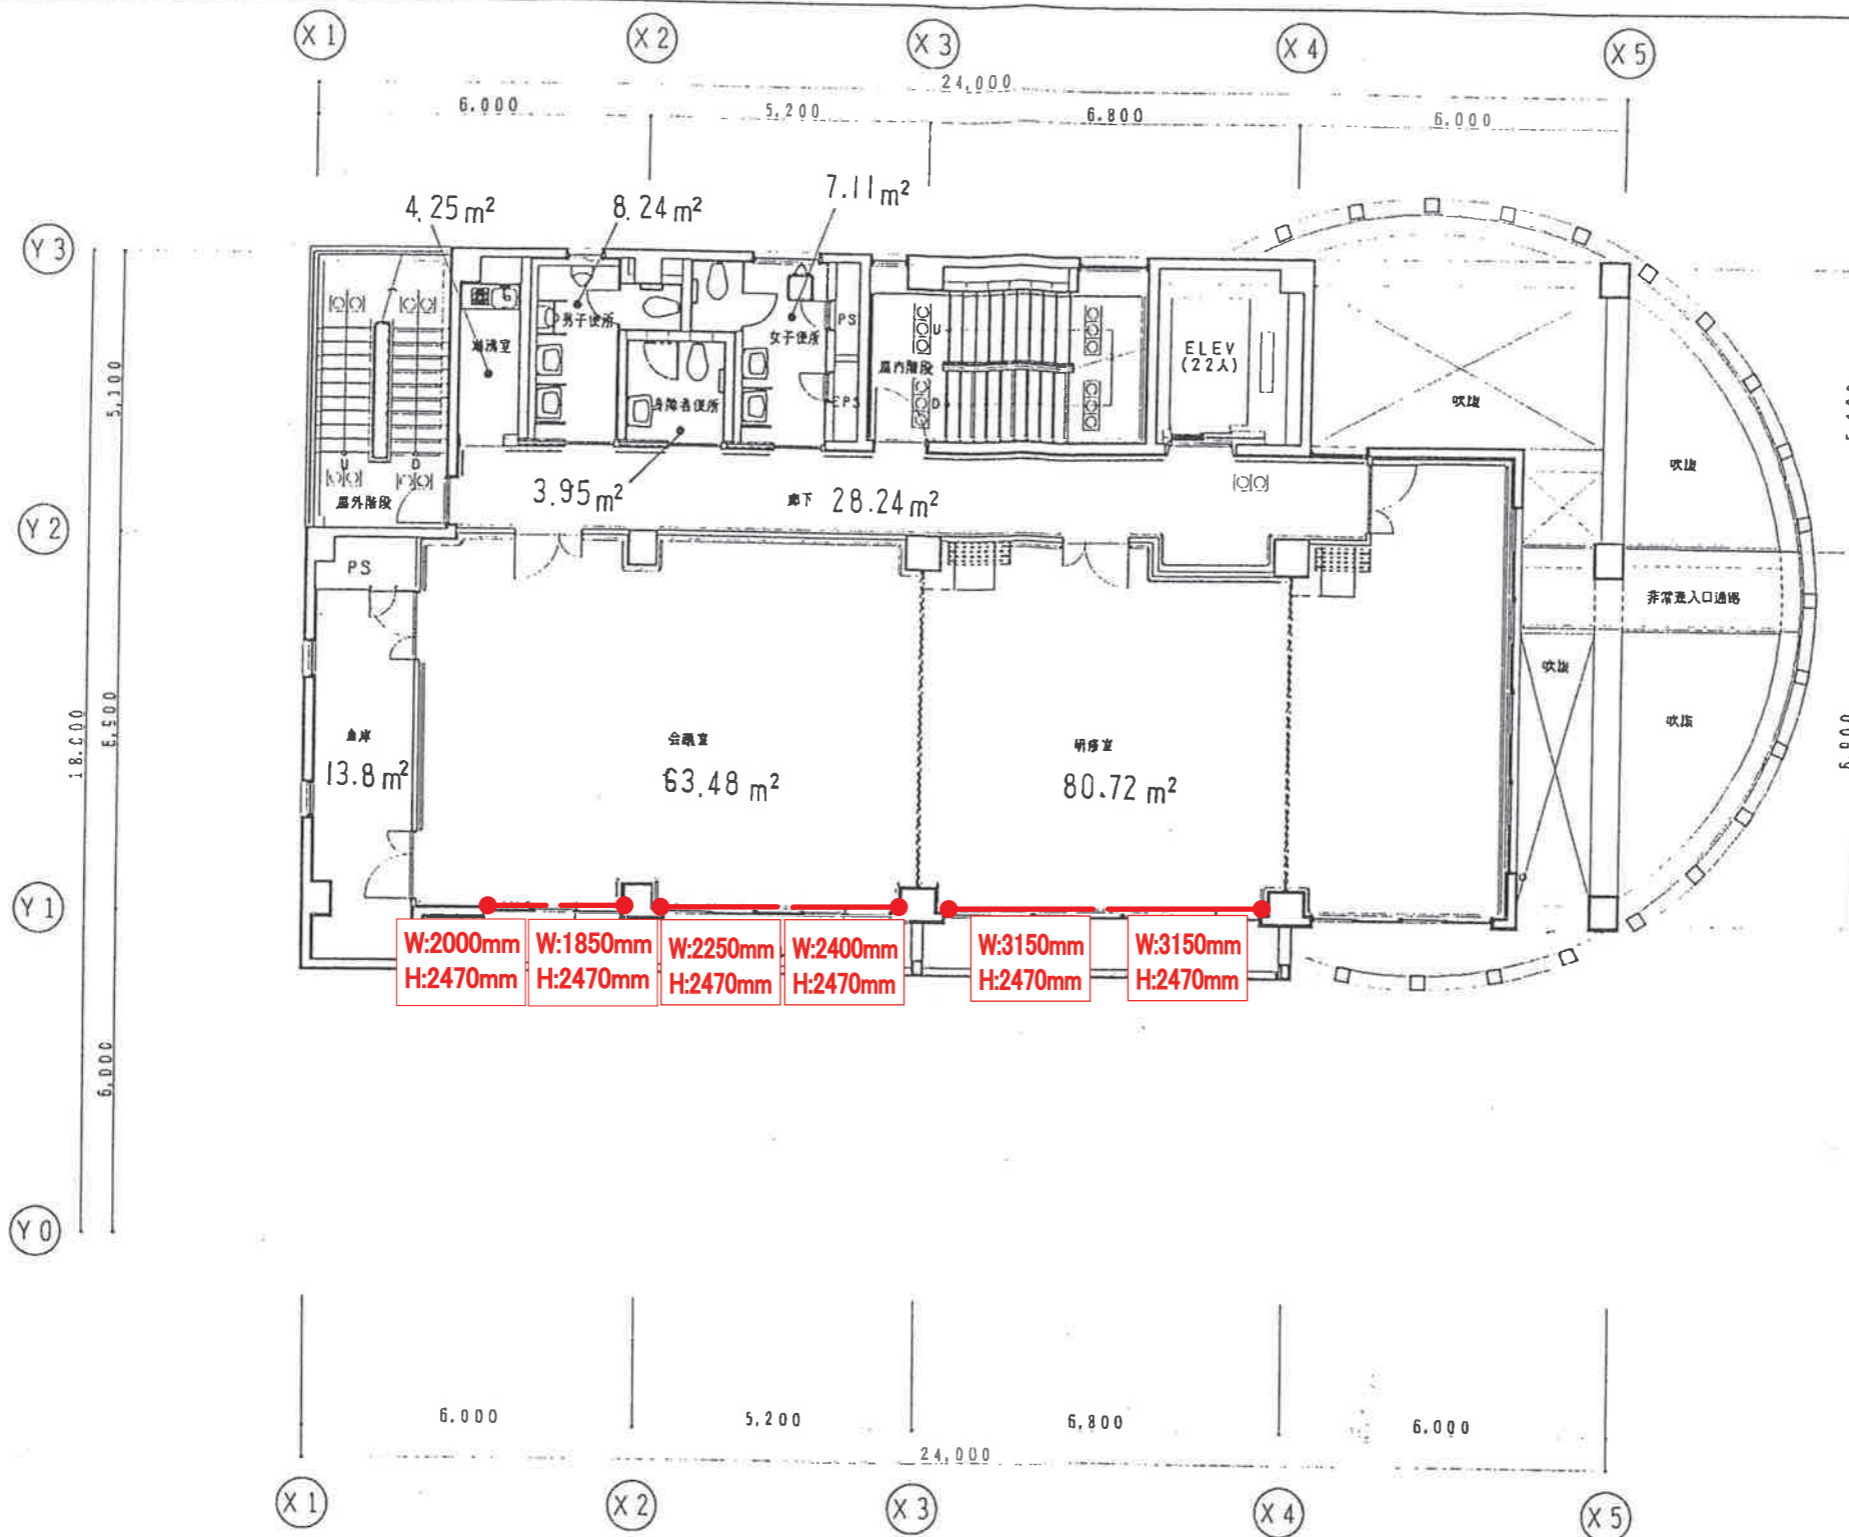 X1
X2
X3
X4
X5
24,000
6,000
5,200
6,800
6,000
4.25m²
8.24m²
7.11m²
Y3
男子便所
女子便所
PS
湯沸室
U
屋内階段
D
ELEV
(22人)
吹抜
身障者便所
EPS
5,100
吹抜
U
D
3.95m²
廊下 28.24m²
屋外階段
Y2
PS
非常進入口通路
吹抜
18,000
6,900
倉庫
会議室
研修室
吹抜
13.8m²
63.48m²
80.72m²
Y1
W:2000mm
H:2470mm
W:1850mm
H:2470mm
W:2250mm
H:2470mm
W:2400mm
H:2470mm
W:3150mm
H:2470mm
W:3150mm
H:2470mm
6,000
Y0
6,000
5,200
6,800
6,000
24,000
X1
X2
X3
X4
X5